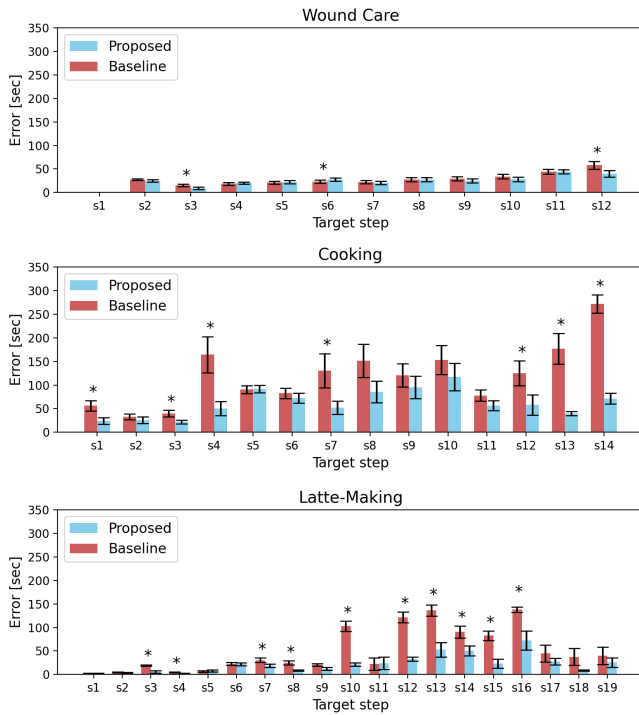 Wound Care
350
300
250
200
150
100
50
0
Error [sec]
Proposed
Baseline
* * *
s1 s2 s3 s4 s5 s6 s7 s8 s9 s10 s11 s12
Target step
Cooking
350
300
250
200
150
100
50
0
Error [sec]
Proposed
Baseline
* * * * * * *
s1 s2 s3 s4 s5 s6 s7 s8 s9 s10 s11 s12 s13 s14
Target step
Latte-Making
350
300
250
200
150
100
50
0
Error [sec]
Proposed
Baseline
* * * * * * * * * *
s1 s2 s3 s4 s5 s6 s7 s8 s9 s10 s11 s12 s13 s14 s15 s16 s17 s18 s19
Target step